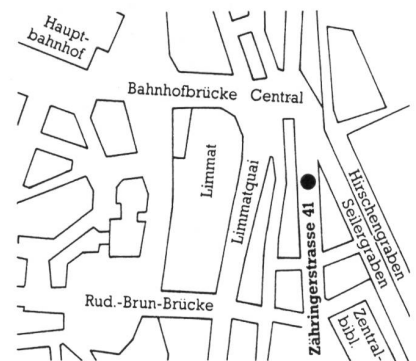 Haupt-
bahnhof
Bahnhofbrücke Central
Limmat
Limmatquai
Zähringerstrasse 41
Hirschengraben
Seilergraben
Rud.-Brun-Brücke
Zentral-
bibl.